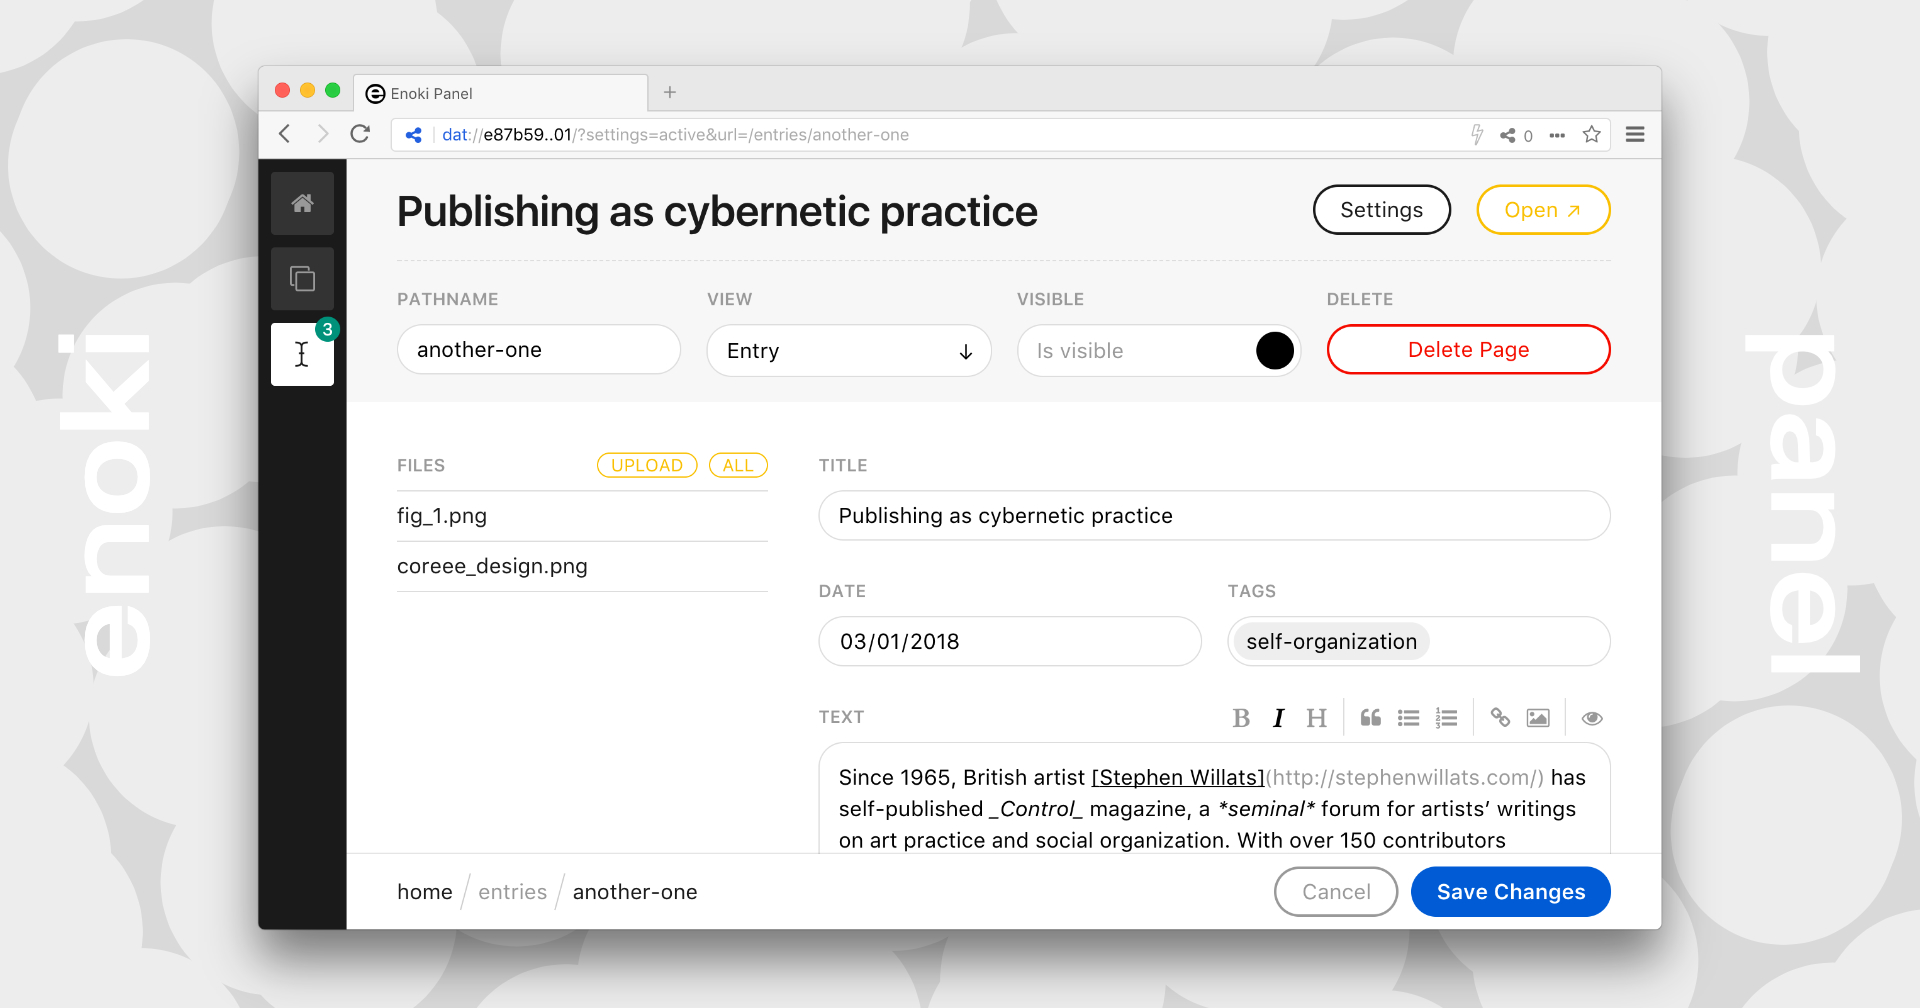 enoki
panel
Enoki Panel
dat://e87b59..01/?settings=active&url=/entries/another-one
0
3
Publishing as cybernetic practice
Settings
Open ↗
PATHNAME
VIEW
VISIBLE
DELETE
another-one
Entry
Is visible
Delete Page
FILES
UPLOAD
ALL
fig_1.png
coreee_design.png
TITLE
Publishing as cybernetic practice
DATE
TAGS
03/01/2018
self-organization
TEXT
B I H
Since 1965, British artist [Stephen Willats](http://stephenwillats.com/) has
self-published _Control_ magazine, a *seminal* forum for artists’ writings
on art practice and social organization. With over 150 contributors
home / entries / another-one
Cancel
Save Changes